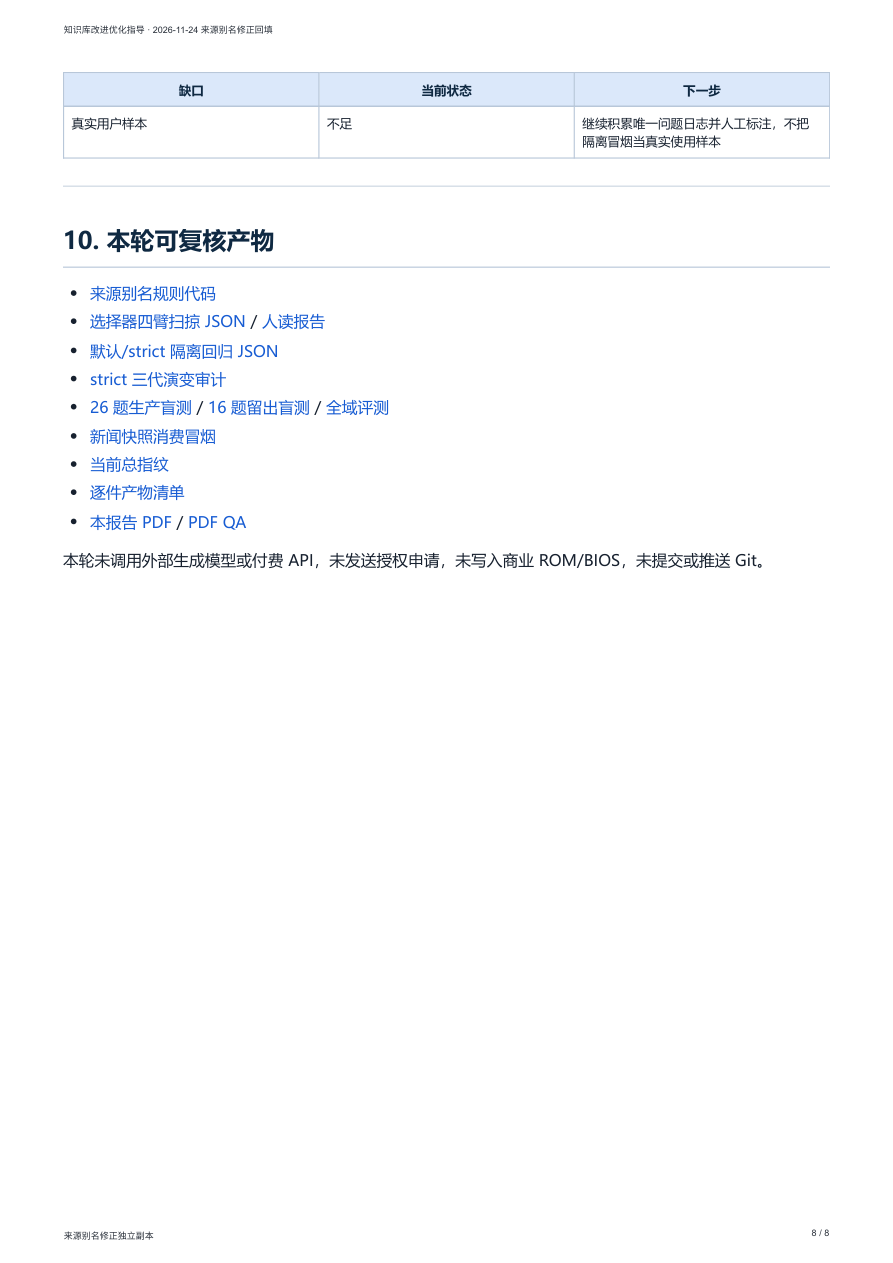 知识库改进优化指导 · 2026-11-24 来源别名修正回填
缺口 当前状态 下一步
真实用户样本 不足 继续积累唯一问题日志并人工标注，不把
隔离冒烟当真实使用样本
10. 本轮可复核产物
• 来源别名规则代码
• 选择器四臂扫掠 JSON / 人读报告
• 默认/strict 隔离回归 JSON
• strict 三代演变审计
• 26 题生产盲测 / 16 题留出盲测 / 全域评测
• 新闻快照消费冒烟
• 当前总指纹
• 逐件产物清单
• 本报告 PDF / PDF QA
本轮未调用外部生成模型或付费 API，未发送授权申请，未写入商业 ROM/BIOS，未提交或推送 Git。
来源别名修正独立副本
8 / 8